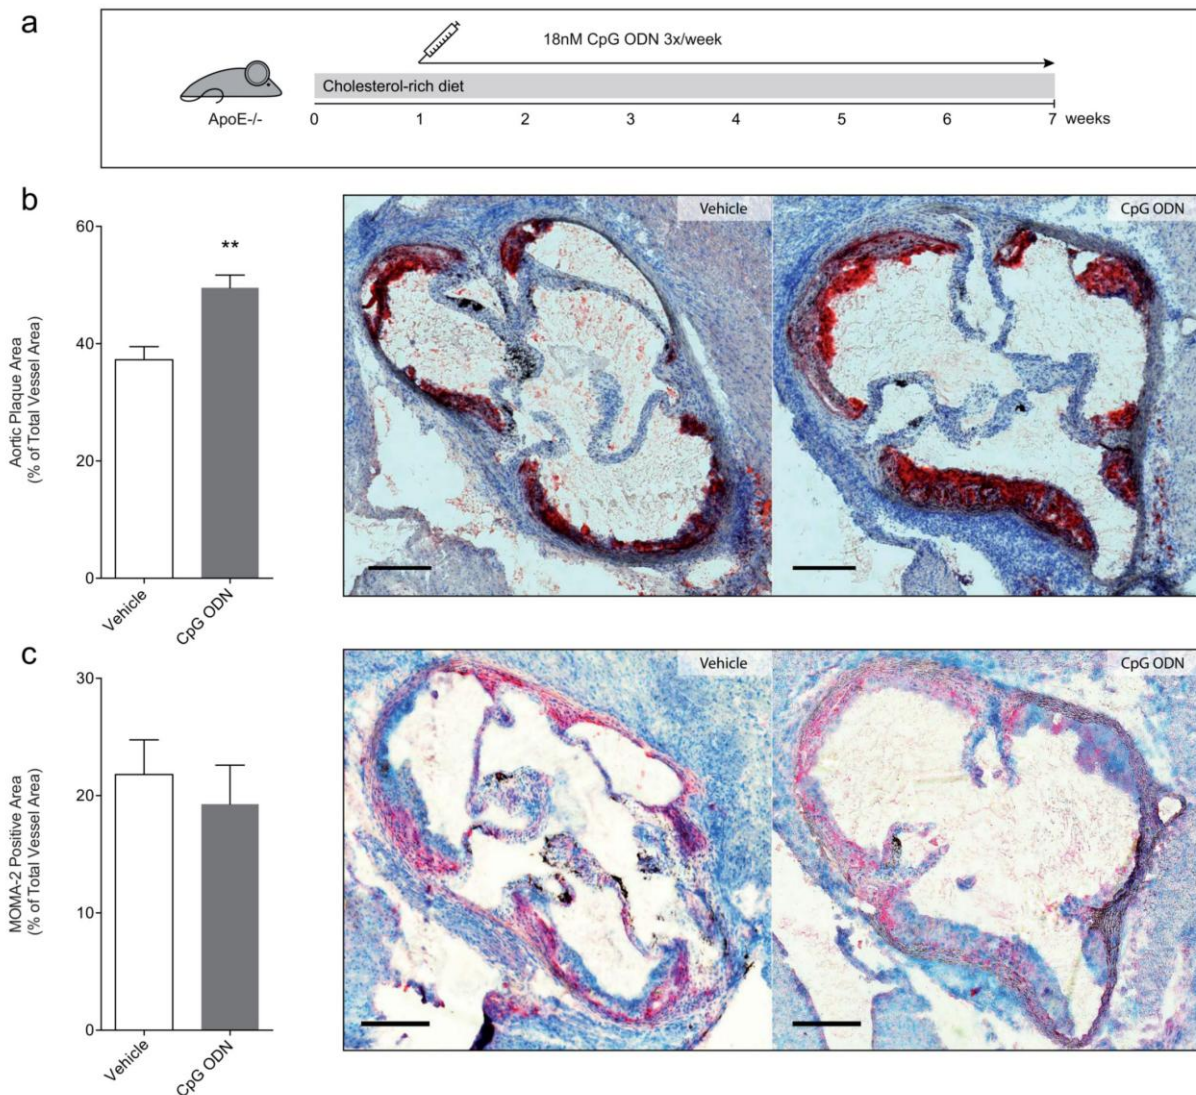 a
18nM CpG ODN 3x/week
Cholesterol-rich diet
ApoE-/-
0 1 2 3 4 5 6 7 weeks
b
Aortic Plaque Area
(% of Total Vessel Area)
60
40
20
0
**
Vehicle
CpG ODN
Vehicle
CpG ODN
c
MOMA-2 Positive Area
(% of Total Vessel Area)
30
20
10
0
Vehicle
CpG ODN
Vehicle
CpG ODN